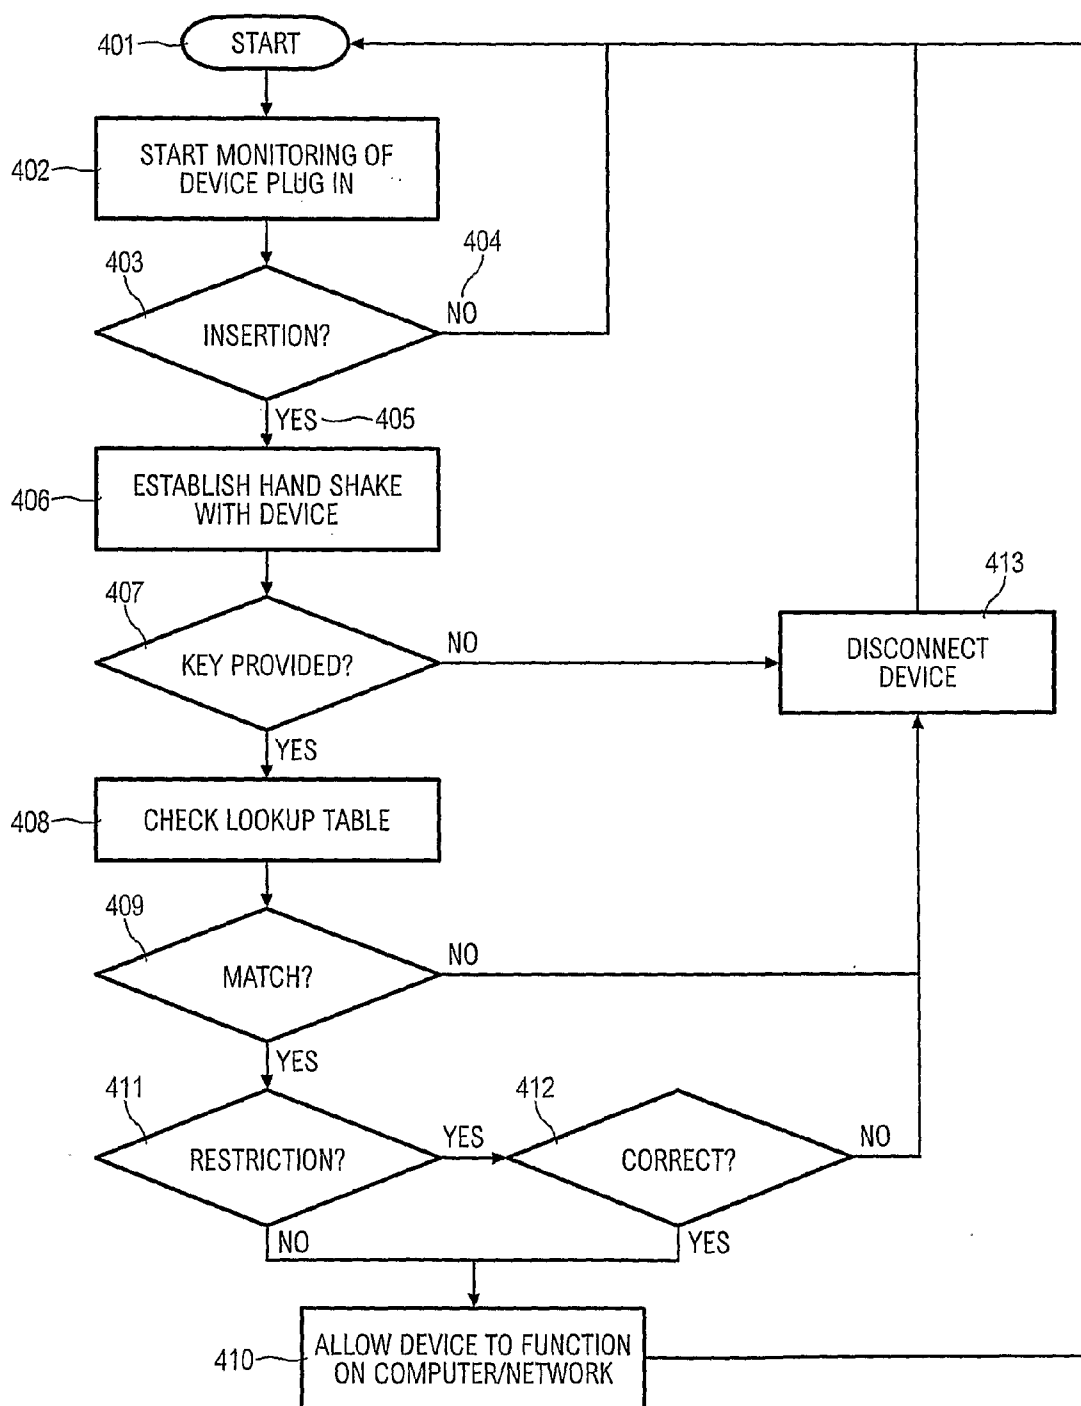 401
START
402
START MONITORING OF
DEVICE PLUG IN
403
404
INSERTION?
NO
YES
405
406
ESTABLISH HAND SHAKE
WITH DEVICE
407
KEY PROVIDED?
NO
413
DISCONNECT
DEVICE
YES
408
CHECK LOOKUP TABLE
409
MATCH?
NO
YES
411
RESTRICTION?
YES
412
CORRECT?
NO
NO
YES
410
ALLOW DEVICE TO FUNCTION
ON COMPUTER/NETWORK